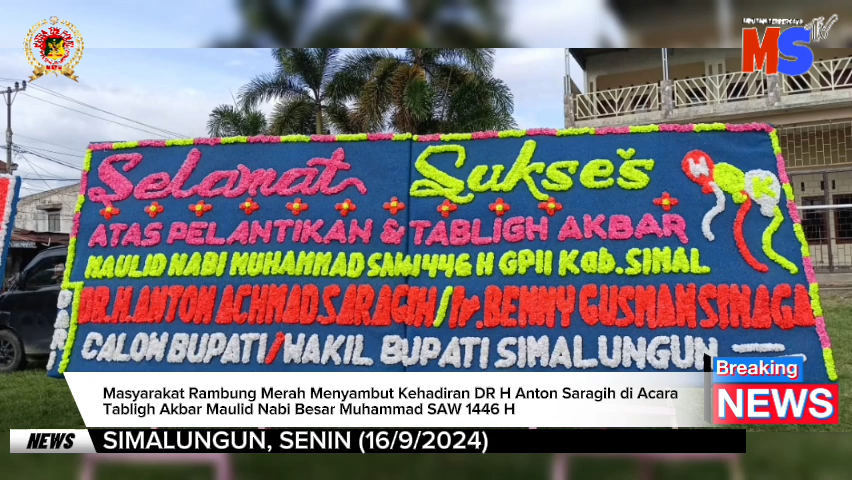 MS TV
Selamat Sukses
ATAS PELANTIKAN & TABLIGH AKBAR
MAULID NABI MUHAMMAD SAW 1446 H GPII Kab.SIMAL
DR.H.ANTON ACHMAD.SARAGIH/Ir.BENNY GUSMAN SINAGA
CALON BUPATI/WAKIL BUPATI SIMALUNGUN
Masyarakat Rambung Merah Menyambut Kehadiran DR H Anton Saragih di Acara
Tabligh Akbar Maulid Nabi Besar Muhammad SAW 1446 H
Breaking
NEWS
NEWS
SIMALUNGUN, SENIN (16/9/2024)